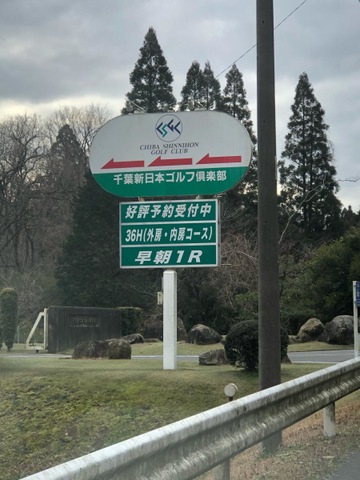 CHIBA SHINNIHON
GOLF CLUB
千葉新日本ゴルフ倶楽部
好評予約受付中
36H(外房・内房コース)
早朝1R